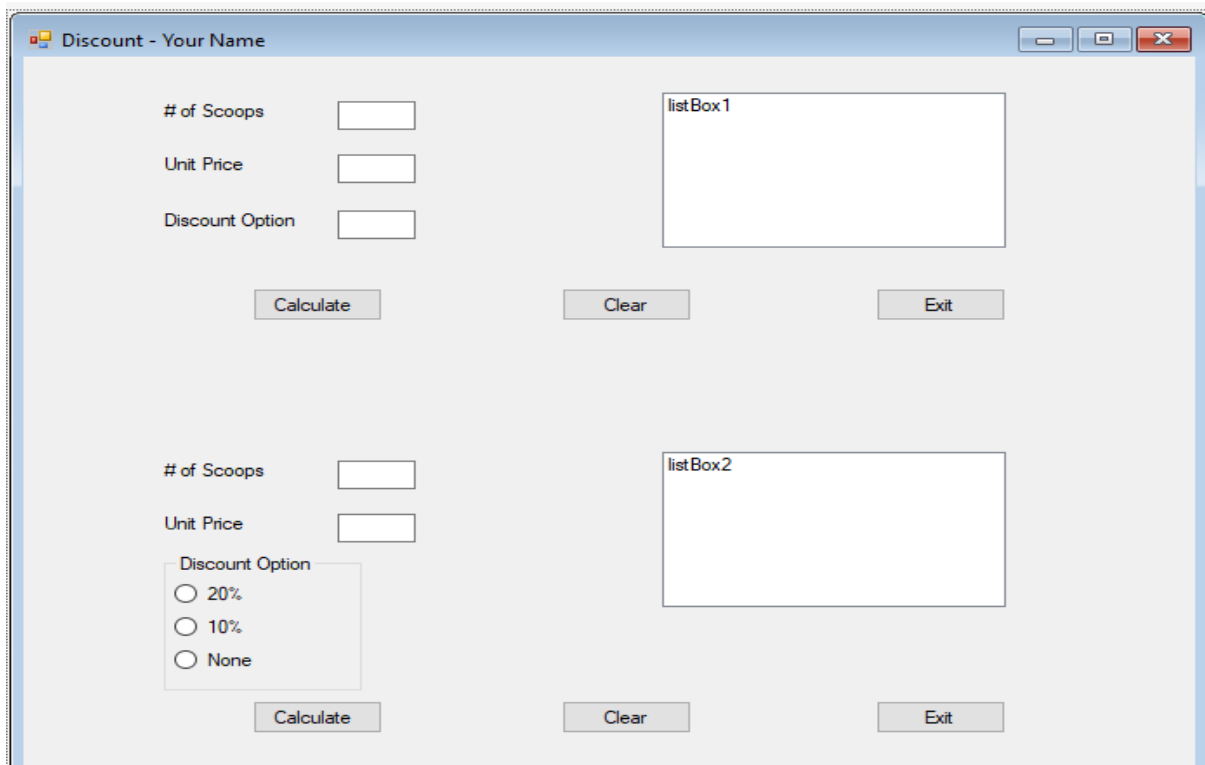 Discount - Your Name
# of Scoops
listBox1
Unit Price
Discount Option
Calculate
Clear
Exit
# of Scoops
listBox2
Unit Price
Discount Option
20%
10%
None
Calculate
Clear
Exit